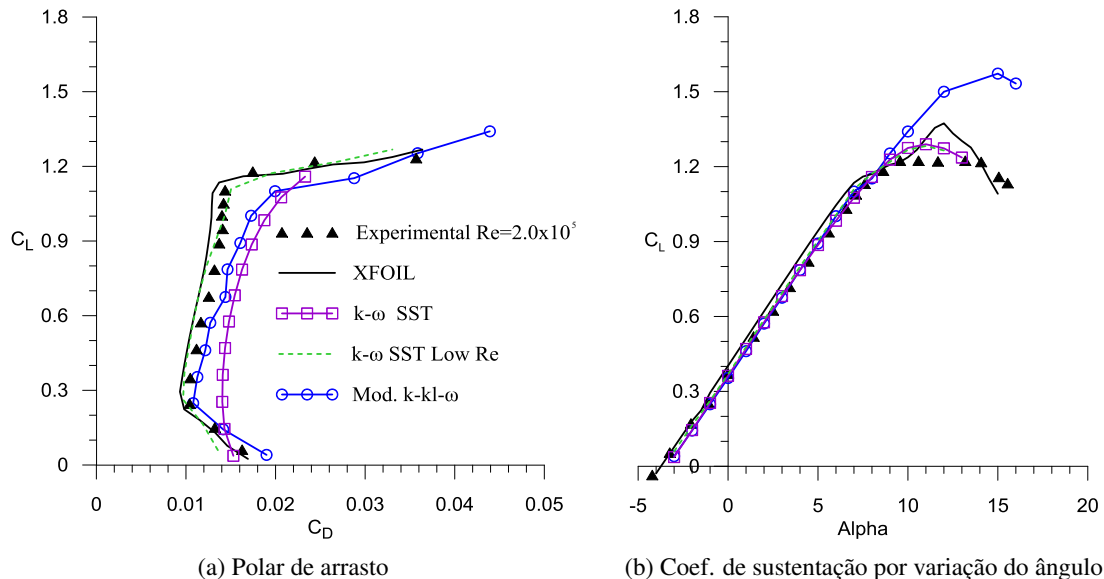 1.8
1.5
1.2
0.9
0.6
0.3
0
C_L
0 0.01 0.02 0.03 0.04 0.05
C_D
Experimental Re=2.0x10⁵
XFOIL
k-ω SST
k-ω SST Low Re
Mod. k-kl-ω
(a) Polar de arrasto
1.8
1.5
1.2
0.9
0.6
0.3
0
C_L
-5 0 5 10 15 20
Alpha
(b) Coef. de sustentação por variação do ângulo